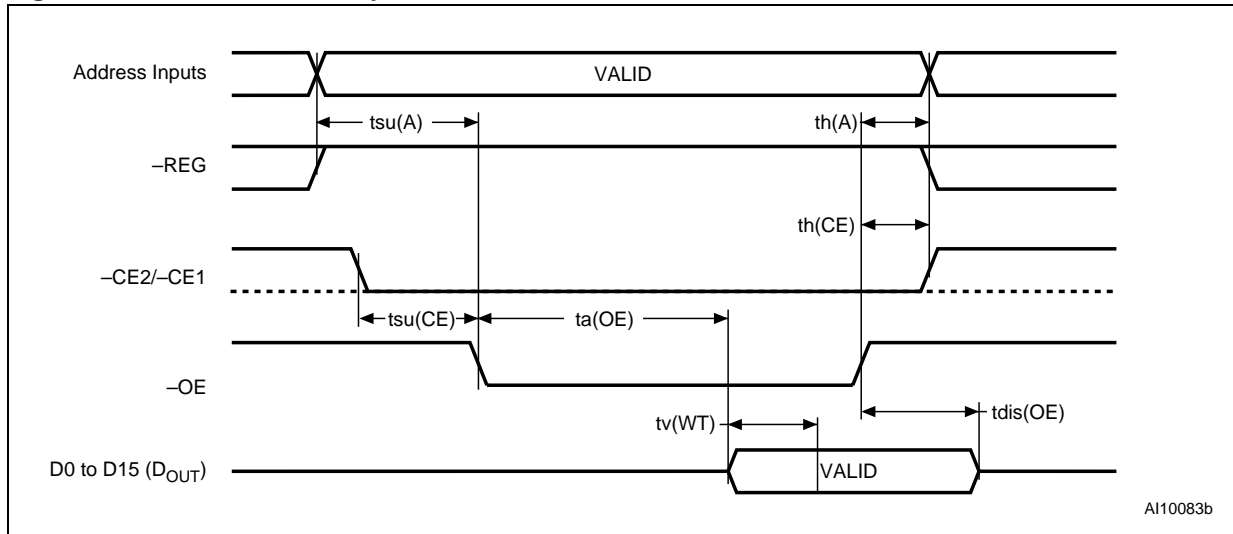 Address Inputs
VALID
tsu(A)
th(A)
–REG
th(CE)
–CE2/–CE1
tsu(CE)
ta(OE)
–OE
tv(WT)
tdis(OE)
D0 to D15 (DOUT)
VALID
AI10083b